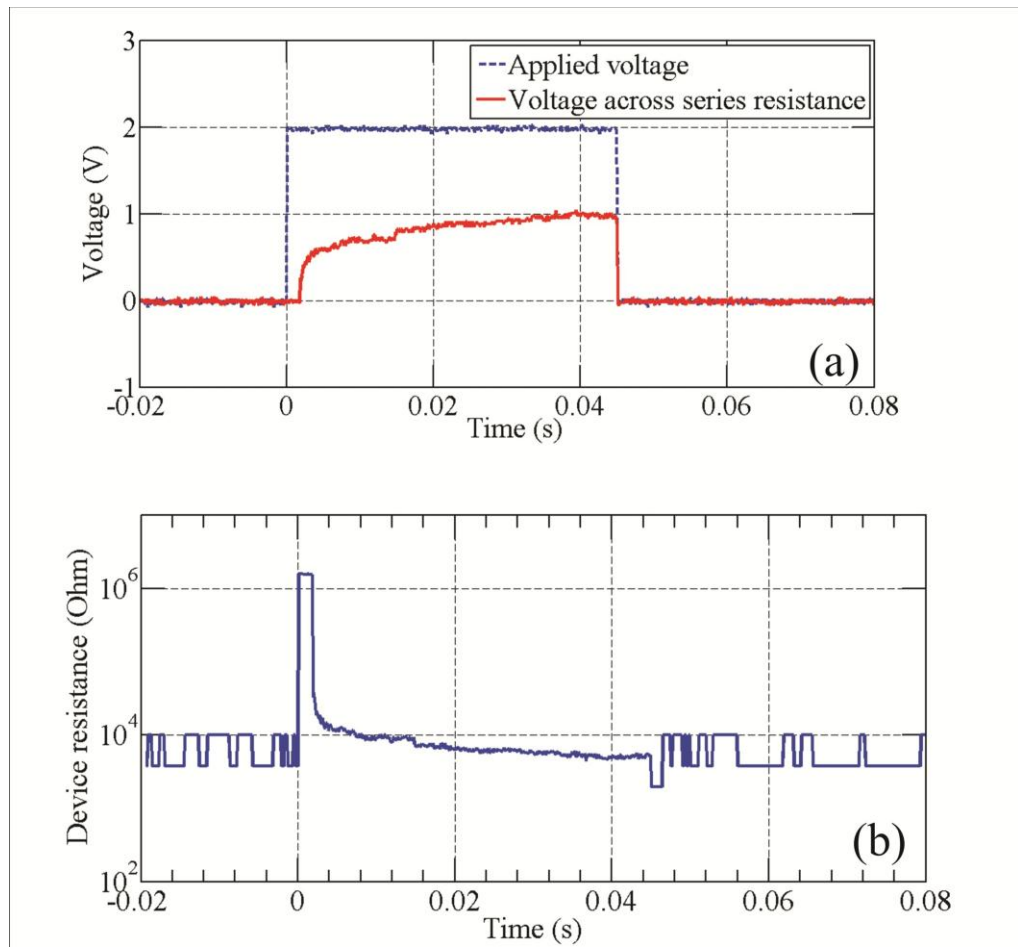 3
Applied voltage
Voltage across series resistance
2
1
0
-1
Voltage (V)
(a)
-0.02 0 0.02 0.04 0.06 0.08
Time (s)
10^6
10^4
10^2
Device resistance (Ohm)
(b)
-0.02 0 0.02 0.04 0.06 0.08
Time (s)